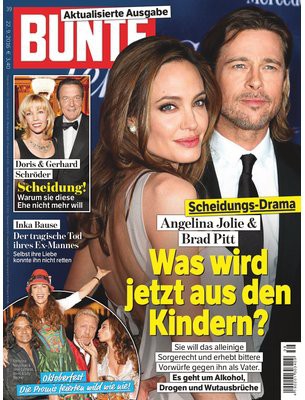 Aktualisierte Ausgabe
39
22.9.2016 € 3,40
BUNTE
Doris & Gerhard
Schröder
Scheidung!
Warum sie diese
Ehe nicht mehr will
Inka Bause
Der tragische Tod
ihres Ex-Mannes
Selbst ihre Liebe
konnte ihn nicht retten
Oktoberfest
Die Promis feierten wild wie nie!
Scheidungs-Drama
Angelina Jolie &
Brad Pitt
Was wird
jetzt aus den
Kindern?
Sie will das alleinige
Sorgerecht und erhebt bittere
Vorwürfe gegen ihn als Vater.
Es geht um Alkohol,
Drogen und Wutausbrüche